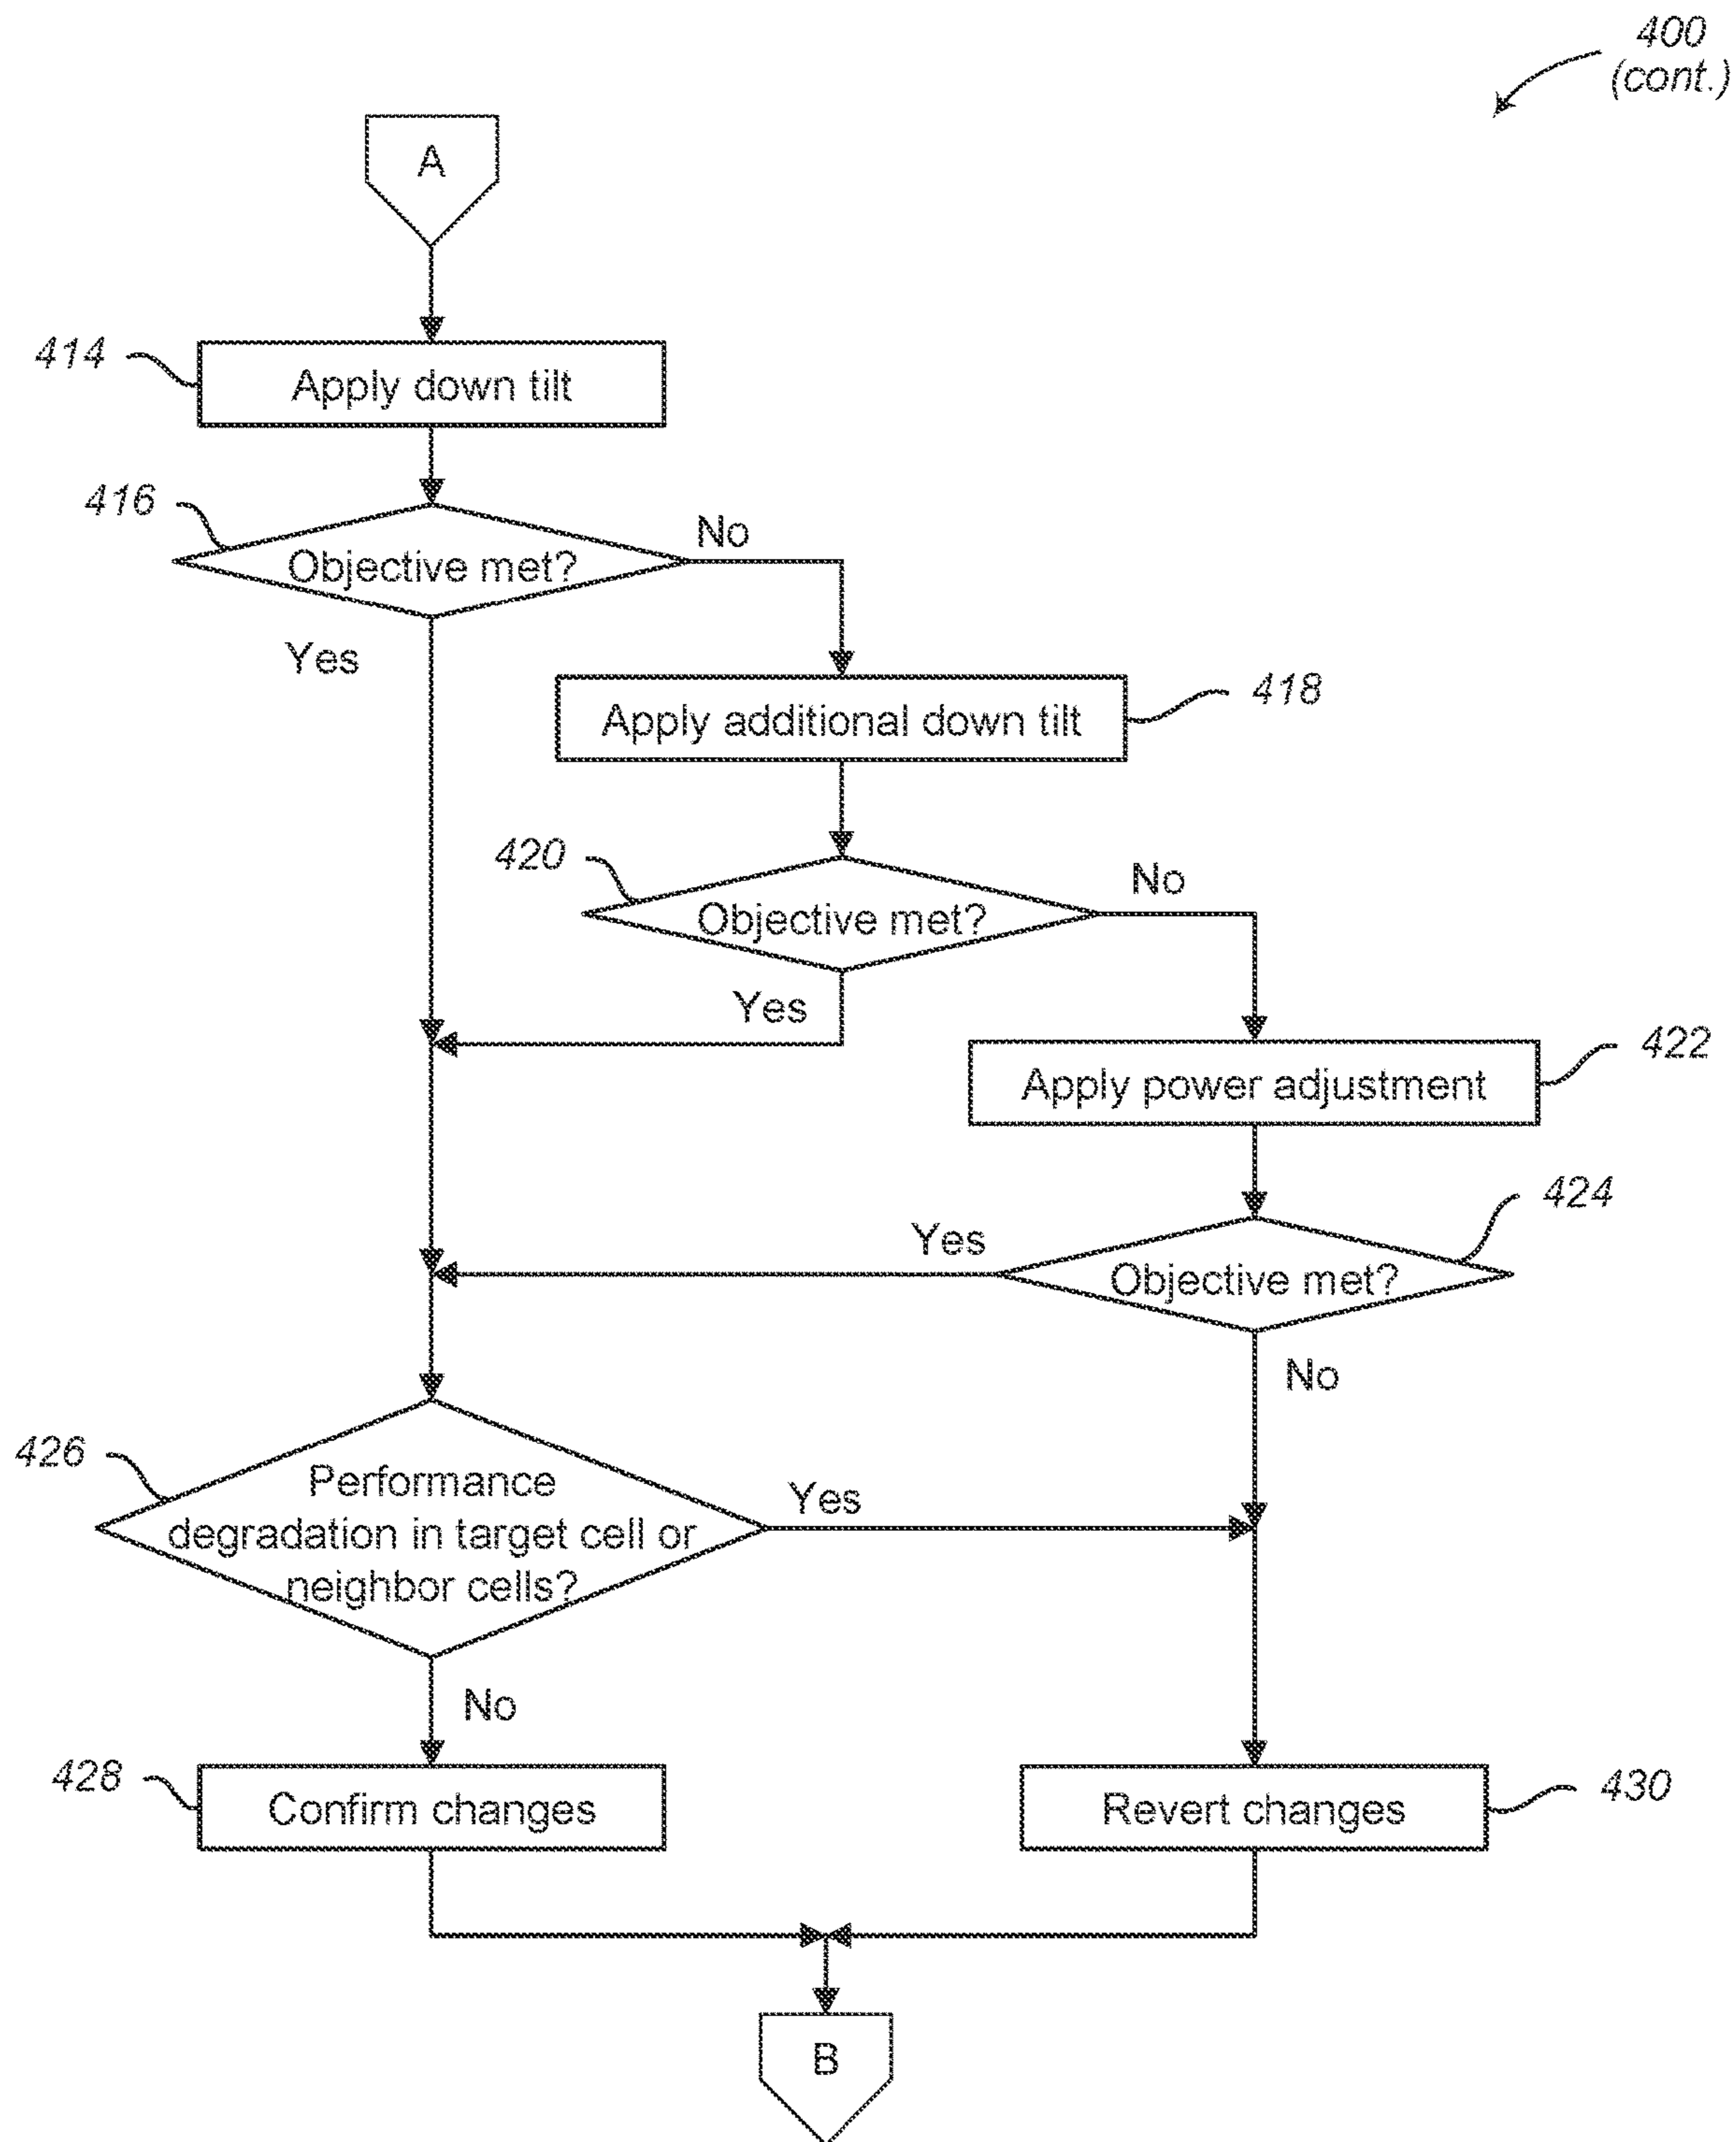 400
(cont.)
A
414
Apply down tilt
416
Objective met?
No
Yes
Apply additional down tilt
418
420
Objective met?
No
Yes
Apply power adjustment
422
424
Yes
Objective met?
No
426
Performance
degradation in target cell or
neighbor cells?
Yes
No
428
Confirm changes
Revert changes
430
B